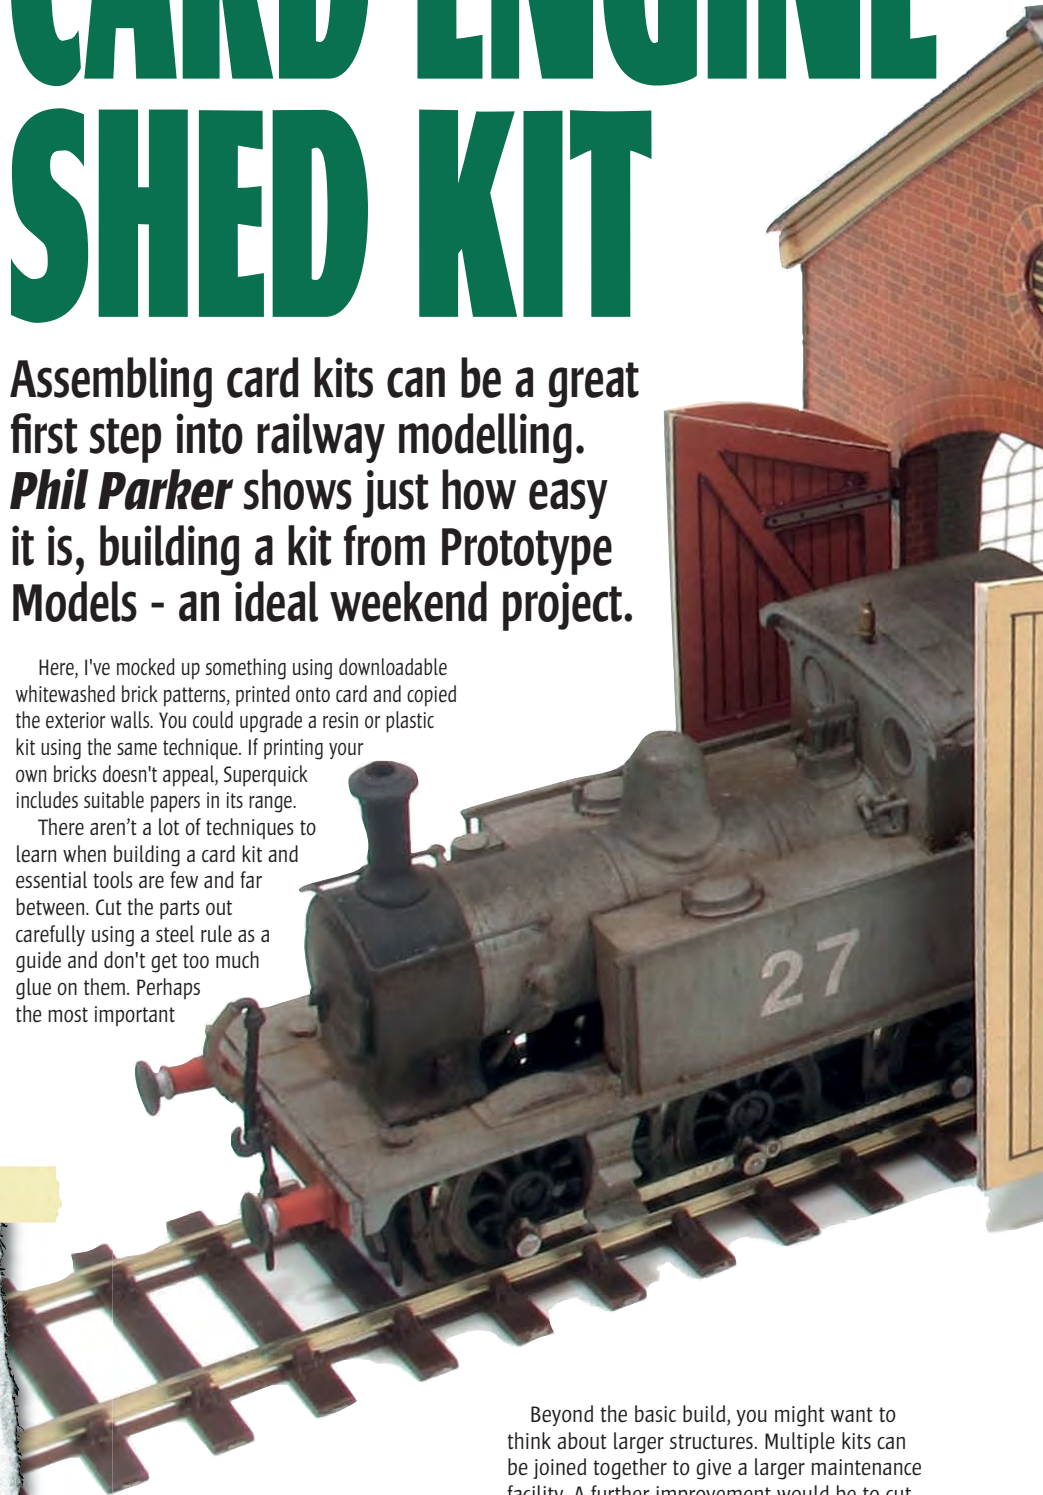 CARD ENGINE
SHED KIT
Assembling card kits can be a great
first step into railway modelling.
Phil Parker shows just how easy
it is, building a kit from Prototype
Models - an ideal weekend project.
Here, I've mocked up something using downloadable
whitewashed brick patterns, printed onto card and copied
the exterior walls. You could upgrade a resin or plastic
kit using the same technique. If printing your
own bricks doesn't appeal, Superquick
includes suitable papers in its range.
There aren’t a lot of techniques to
learn when building a card kit and
essential tools are few and far
between. Cut the parts out
carefully using a steel rule as a
guide and don't get too much
glue on them. Perhaps
the most important
27
Beyond the basic build, you might want to
think about larger structures. Multiple kits can
be joined together to give a larger maintenance
facility. A further improvement would be to cut